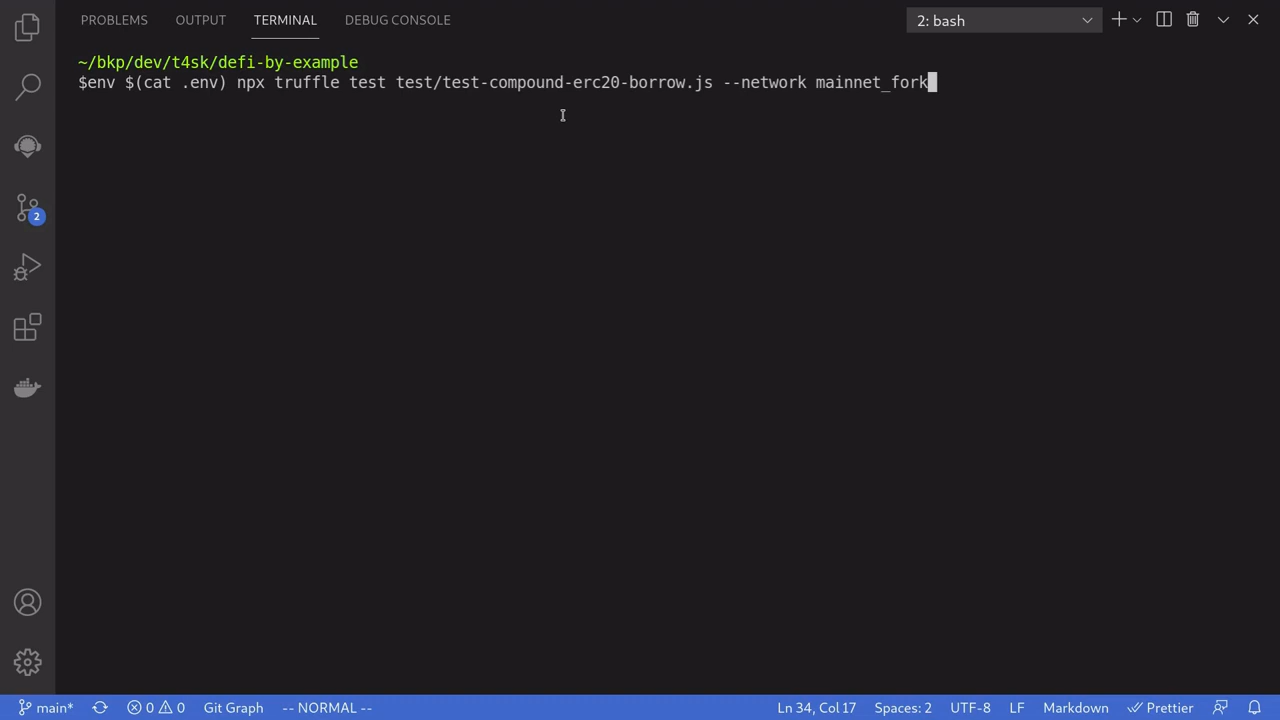 PROBLEMS OUTPUT TERMINAL DEBUG CONSOLE 2: bash
~/bkp/dev/t4sk/defi-by-example
$env $(cat .env) npx truffle test test/test-compound-erc20-borrow.js --network mainnet_fork
2
main* 0 0 Git Graph -- NORMAL -- Ln 34, Col 17 Spaces: 2 UTF-8 LF Markdown Prettier